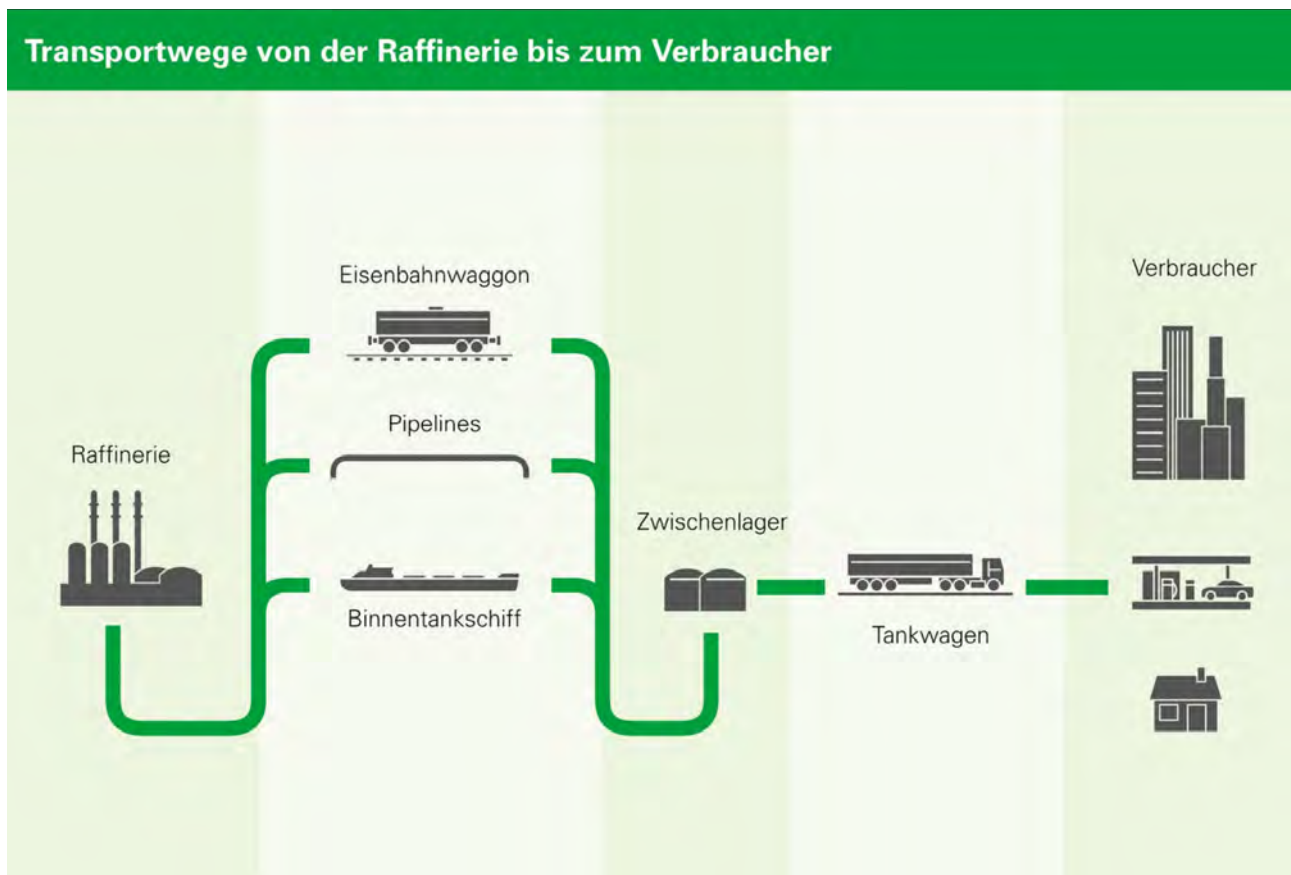 Transportwege von der Raffinerie bis zum Verbraucher
Eisenbahnwaggon
Verbraucher
Pipelines
Raffinerie
Zwischenlager
Binnentankschiff
Tankwagen